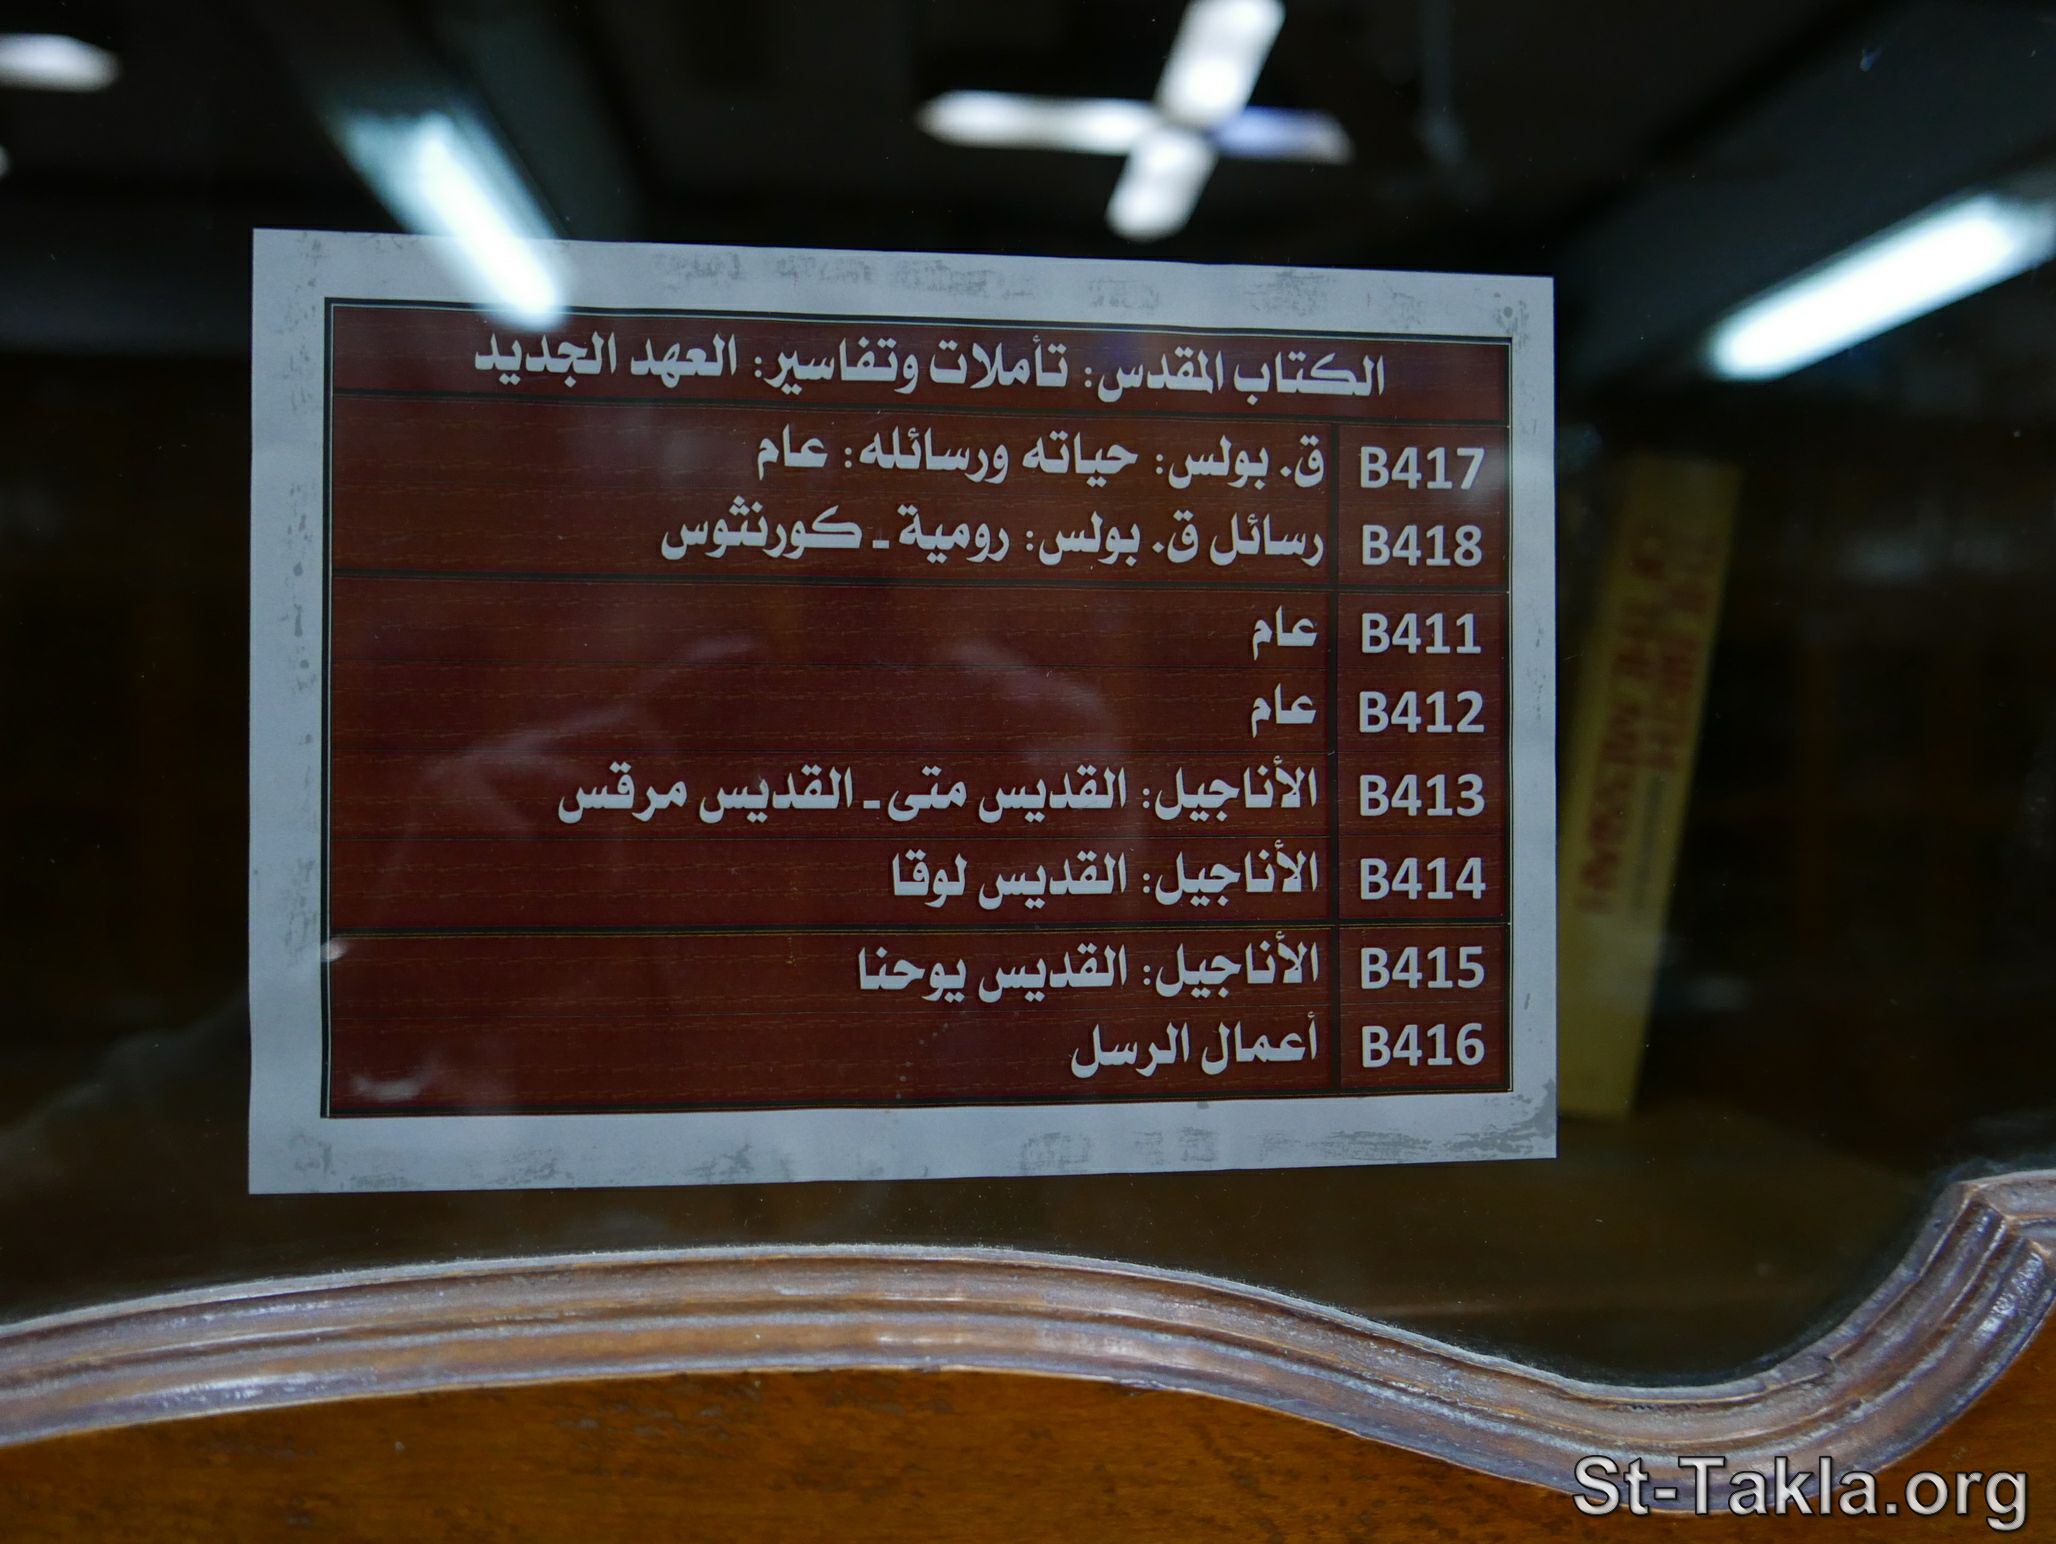 الكتاب المقدس: تأملات وتفاسير: العهد الجديد
B417 ق. بولس: حياته ورسائله: عام
B418 رسائل ق. بولس: رومية - كورنثوس
B411 عام
B412 عام
B413 الأناجيل: القديس متى - القديس مرقس
B414 الأناجيل: القديس لوقا
B415 الأناجيل: القديس يوحنا
B416 أعمال الرسل
St-Takla.org